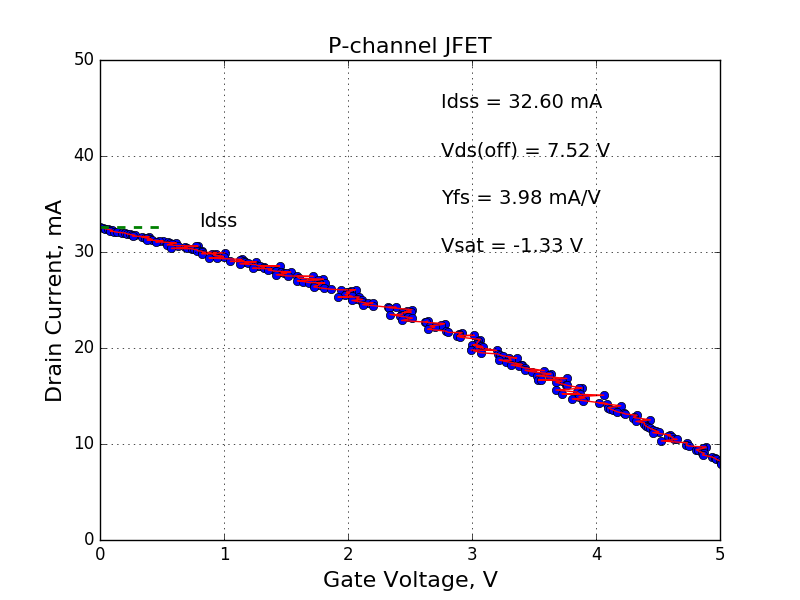 P-channel JFET
50
Idss = 32.60 mA
40
Vds(off) = 7.52 V
Yfs = 3.98 mA/V
Idss
30
Vsat = -1.33 V
20
10
0
Drain Current, mA
0 1 2 3 4 5
Gate Voltage, V